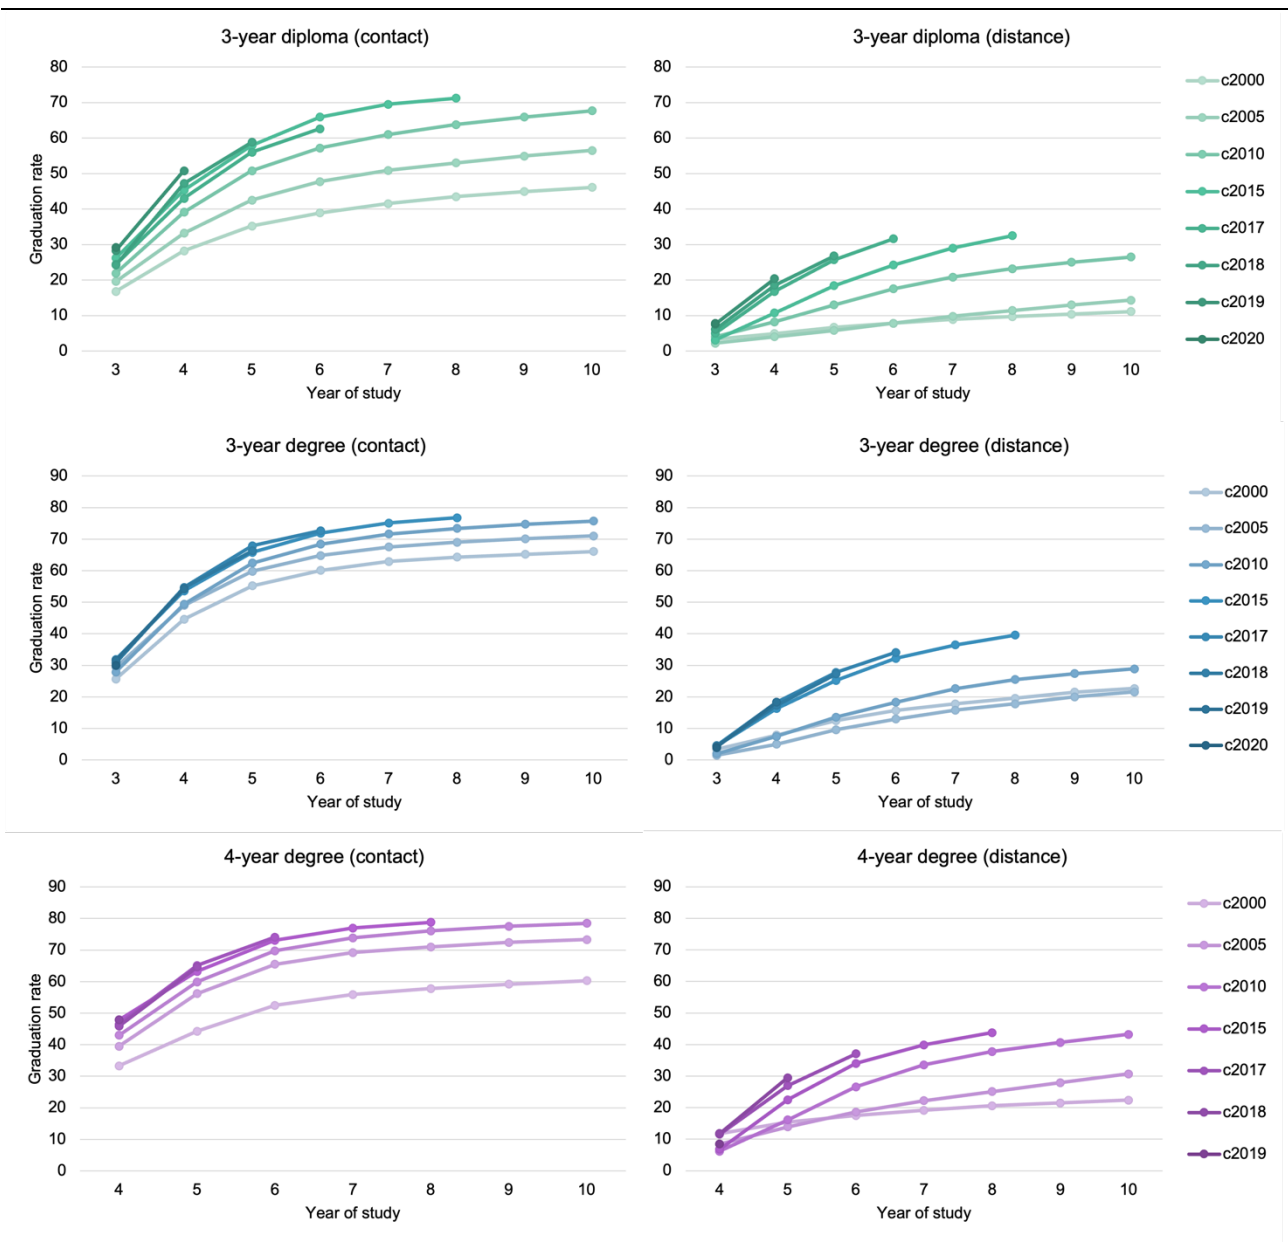 3-year diploma (contact)
80
70
60
50
40
30
20
10
0
Graduation rate
3 4 5 6 7 8 9 10
Year of study
3-year diploma (distance)
80
70
60
50
40
30
20
10
0
3 4 5 6 7 8 9 10
Year of study
c2000
c2005
c2010
c2015
c2017
c2018
c2019
c2020
3-year degree (contact)
90
80
70
60
50
40
30
20
10
0
Graduation rate
3 4 5 6 7 8 9 10
Year of study
3-year degree (distance)
90
80
70
60
50
40
30
20
10
0
3 4 5 6 7 8 9 10
Year of study
c2000
c2005
c2010
c2015
c2017
c2018
c2019
c2020
4-year degree (contact)
90
80
70
60
50
40
30
20
10
0
Graduation rate
4 5 6 7 8 9 10
Year of study
4-year degree (distance)
90
80
70
60
50
40
30
20
10
0
4 5 6 7 8 9 10
Year of study
c2000
c2005
c2010
c2015
c2017
c2018
c2019